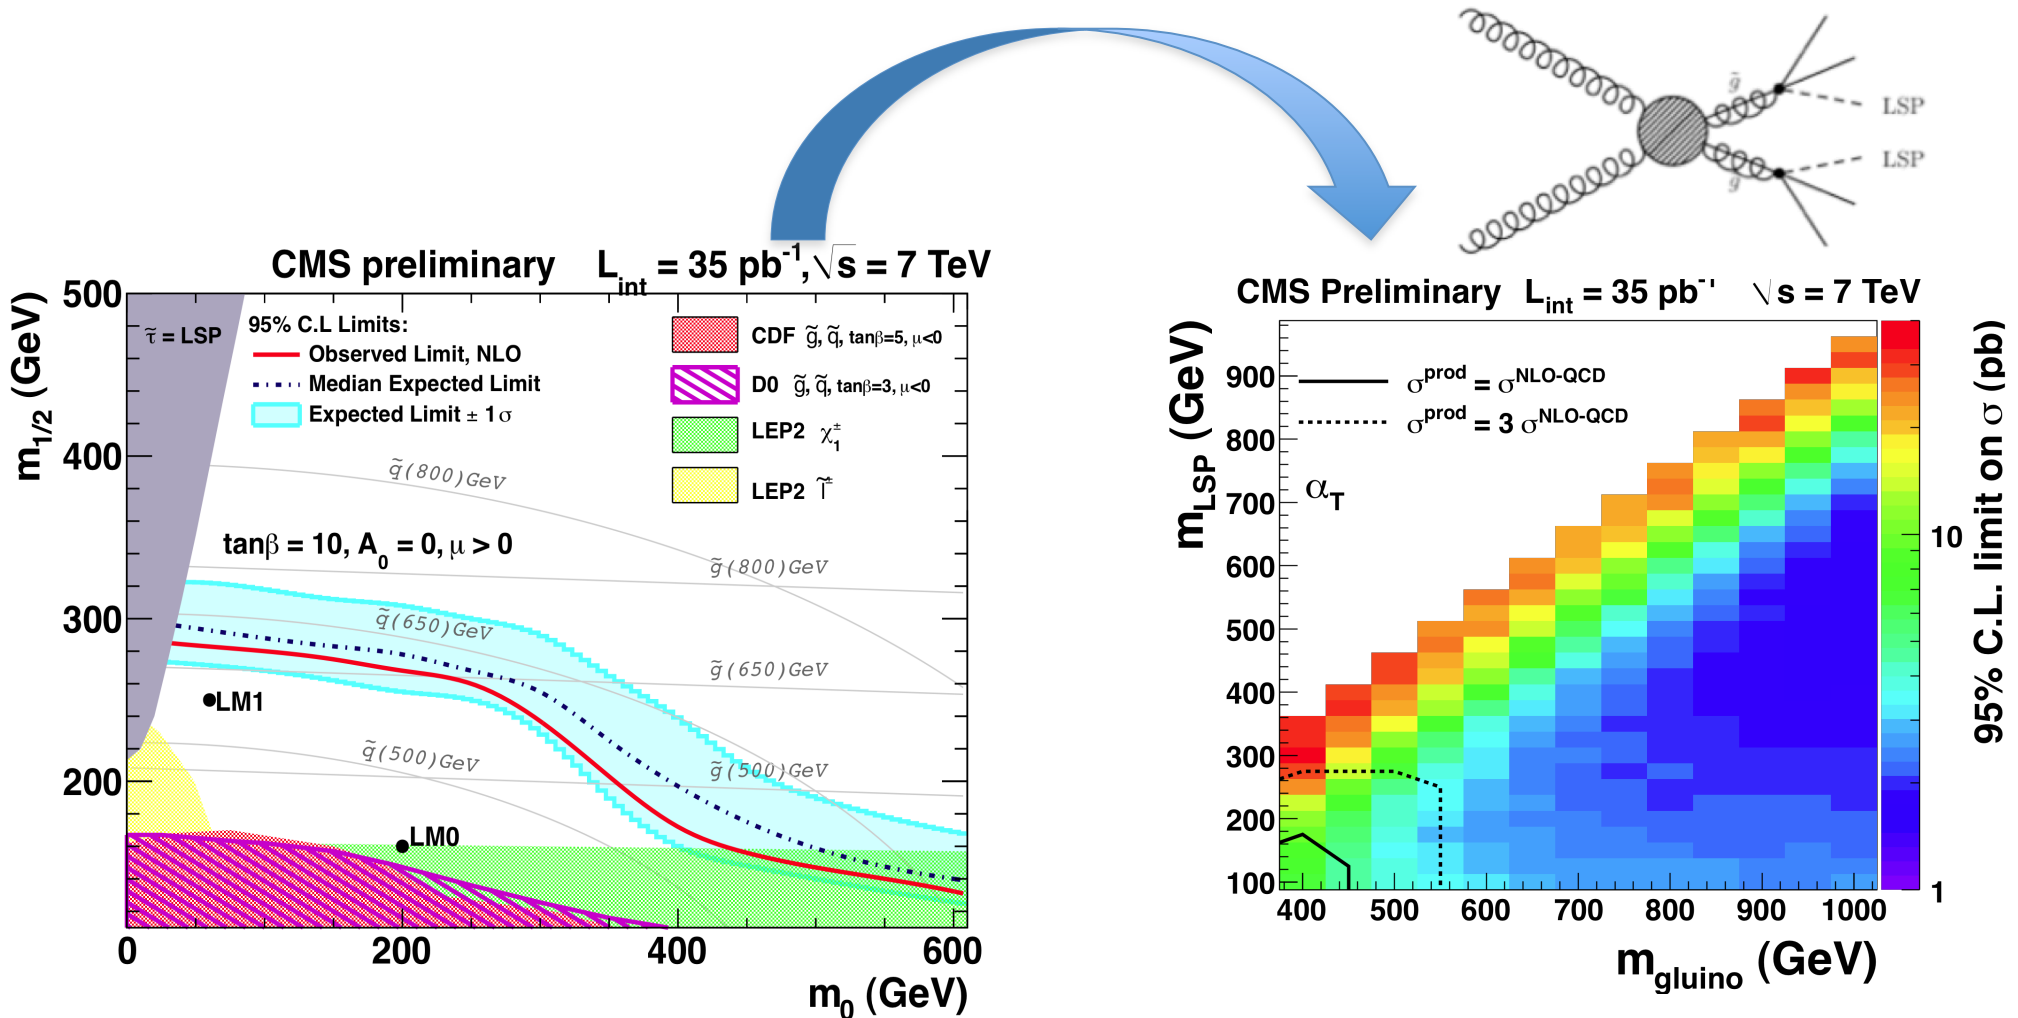 g̃
LSP
LSP
g̃
CMS preliminary L_int = 35 pb⁻¹, √s = 7 TeV
m_1/2 (GeV)
500
400
300
200
τ̃ = LSP
95% C.L Limits:
Observed Limit, NLO
Median Expected Limit
Expected Limit ± 1 σ
CDF g̃, q̃, tanβ=5, μ<0
D0 g̃, q̃, tanβ=3, μ<0
LEP2 χ̃₁±
LEP2 l̃±
q̃(800)GeV
tanβ = 10, A₀ = 0, μ > 0
g̃(800)GeV
q̃(650)GeV
g̃(650)GeV
LM1
q̃(500)GeV
g̃(500)GeV
LM0
0 200 400 600
m₀ (GeV)
CMS Preliminary L_int = 35 pb⁻¹ √s = 7 TeV
m_LSP (GeV)
900
800
700
600
500
400
300
200
100
σ^prod = σ^NLO-QCD
σ^prod = 3 σ^NLO-QCD
α_T
400 500 600 700 800 900 1000
m_gluino (GeV)
10
1
95% C.L. limit on σ (pb)